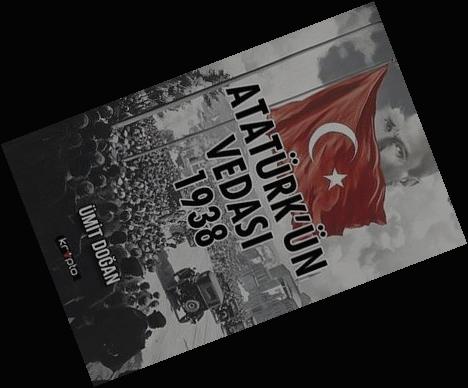 ATATÜRK'ÜN
VEDASI
1938
ÜMİT DOĞAN
kripto